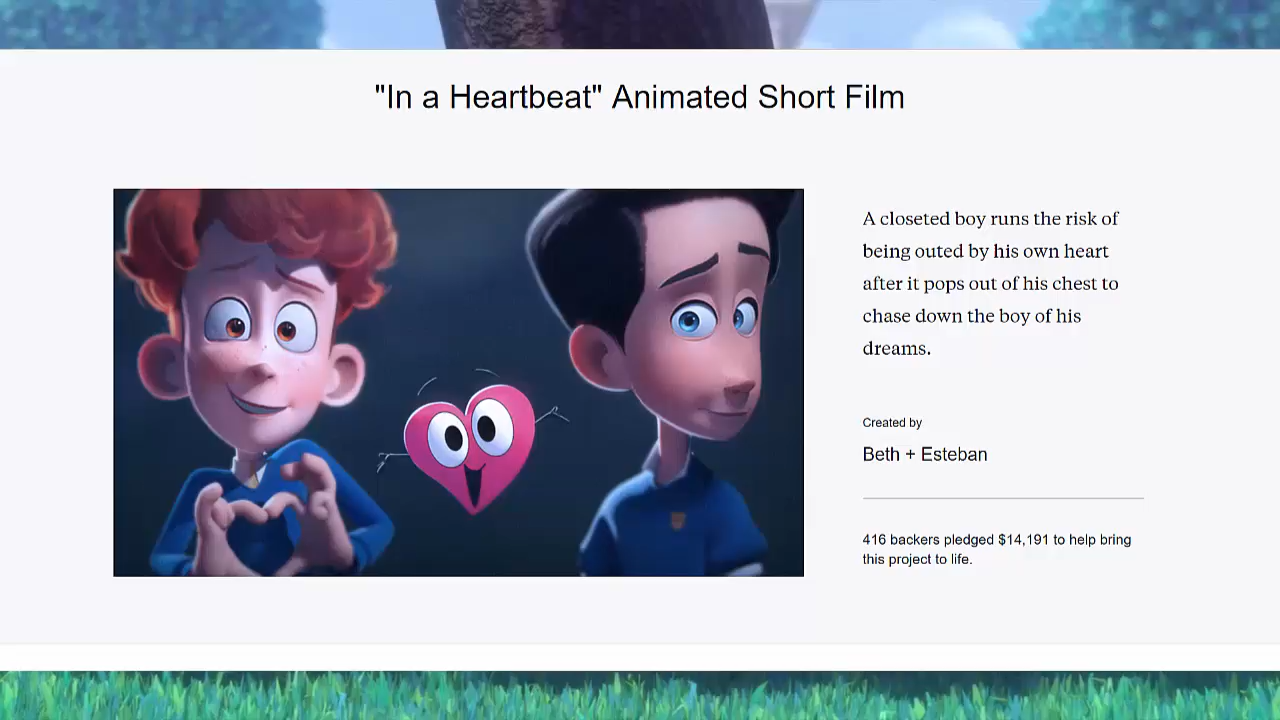 "In a Heartbeat" Animated Short Film
A closeted boy runs the risk of
being outed by his own heart
after it pops out of his chest to
chase down the boy of his
dreams.
Created by
Beth + Esteban
416 backers pledged $14,191 to help bring
this project to life.